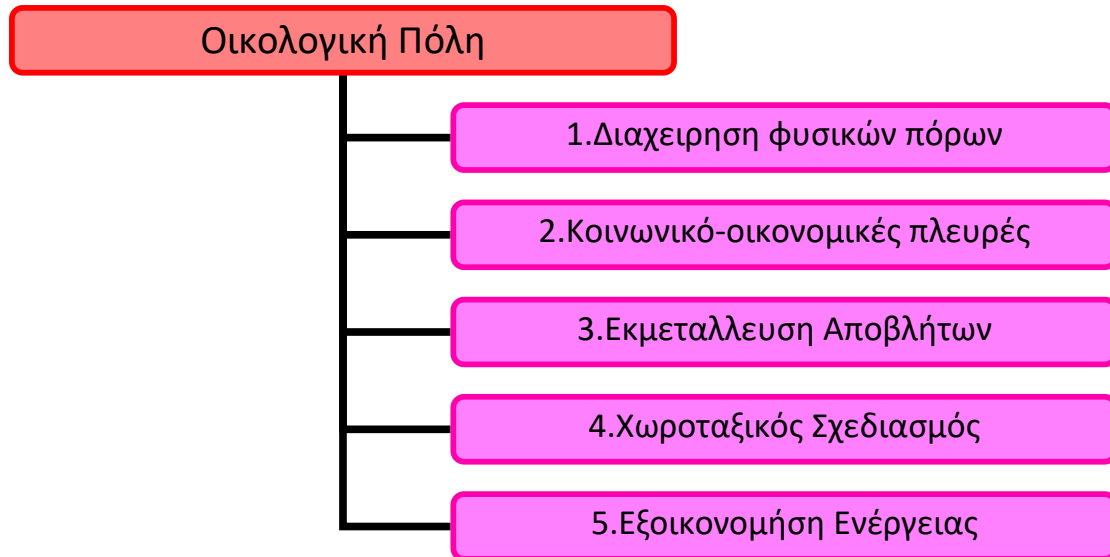 Οικολογική Πόλη
1.Διαχειρηση φυσικών πόρων
2.Κοινωνικό-οικονομικές πλευρές
3.Εκμεταλλευση Αποβλήτων
4.Χωροταξικός Σχεδιασμός
5.Εξοικονομήση Ενέργειας